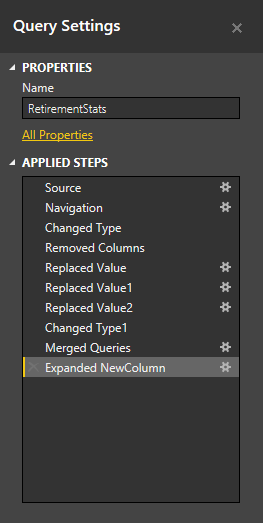 Query Settings
PROPERTIES
Name
RetirementStats
All Properties
APPLIED STEPS
Source
Navigation
Changed Type
Removed Columns
Replaced Value
Replaced Value1
Replaced Value2
Changed Type1
Merged Queries
Expanded NewColumn